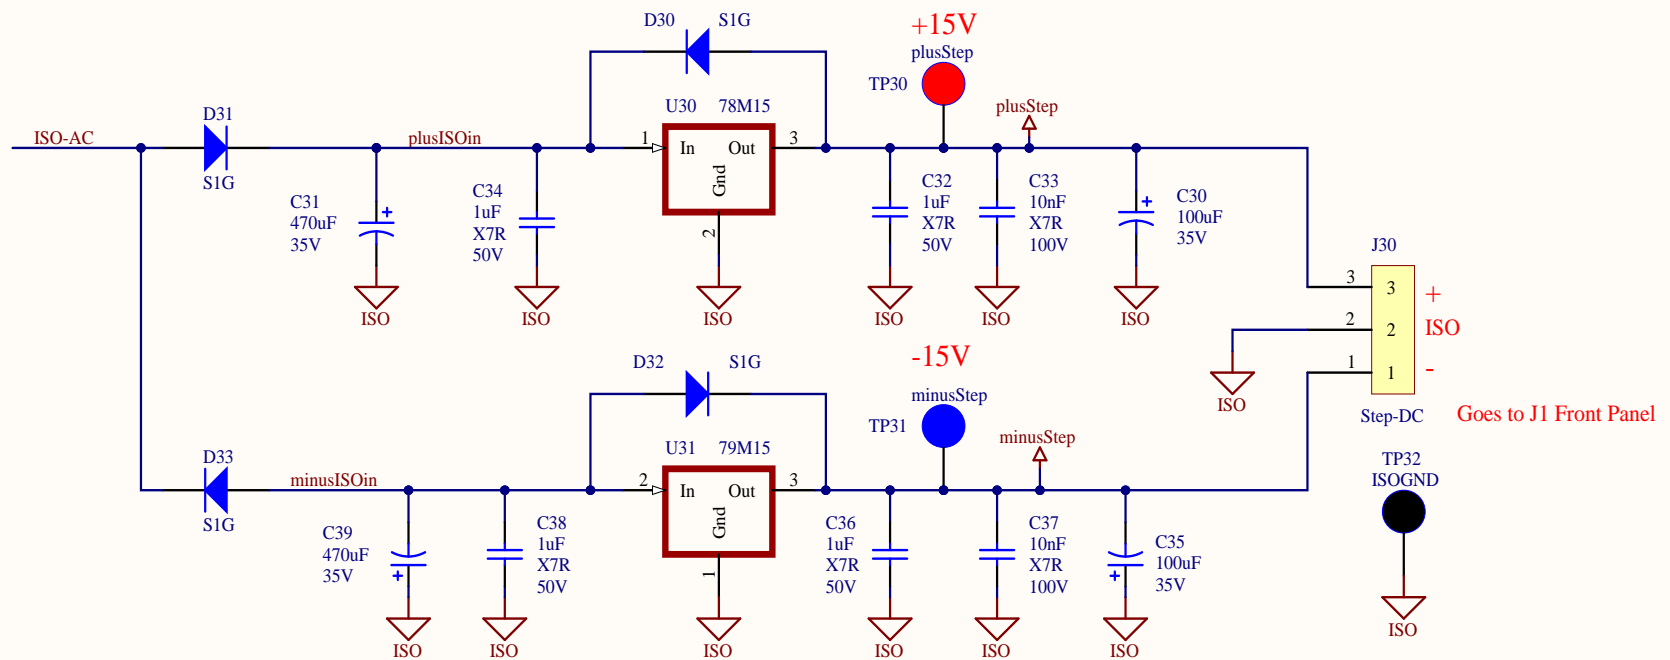 D30 S1G
+15V
plusStep
TP30
D31
S1G
ISO-AC
plusISOin
U30 78M15
1 In Out 3
Gnd
2
plusStep
C31
470uF
35V
C34
1uF
X7R
50V
C32
1uF
X7R
50V
C33
10nF
X7R
100V
C30
100uF
35V
ISO
ISO
ISO
ISO
ISO
ISO
J30
3 3 +
2 2 ISO
1 1 -
ISO
Step-DC
Goes to J1 Front Panel
D32 S1G
-15V
minusStep
TP31
D33
S1G
minusISOin
U31 79M15
2 In Out 3
Gnd
1
minusStep
C39
470uF
35V
C38
1uF
X7R
50V
C36
1uF
X7R
50V
C37
10nF
X7R
100V
C35
100uF
35V
ISO
ISO
ISO
ISO
ISO
ISO
TP32
ISOGND
ISO